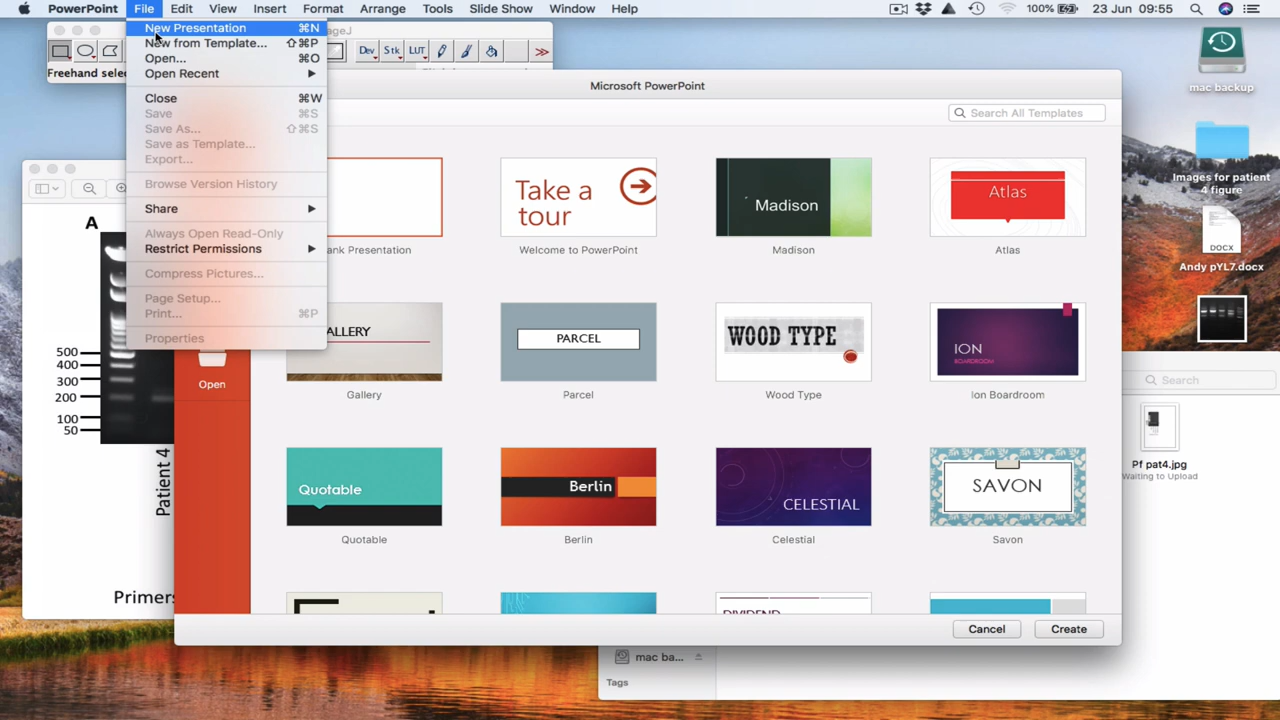 PowerPoint File Edit View Insert Format Arrange Tools Slide Show Window Help 100% 23 Jun 09:55
New Presentation ⌘N
New from Template... ⇧⌘P
Open... ⌘O
Open Recent
Close ⌘W
Save ⌘S
Save As... ⇧⌘S
Save as Template...
Export...
Browse Version History
Share
Always Open Read-Only
Restrict Permissions
Compress Pictures...
Page Setup...
Print... ⌘P
Properties
Dev Stk LUT
Freehand
Microsoft PowerPoint
Search All Templates
Take a
tour
Madison
Atlas
Presentation
Welcome to PowerPoint
Madison
Atlas
GALLERY
PARCEL
WOOD TYPE
ION
BOARDROOM
Open
Gallery
Parcel
Wood Type
Ion Boardroom
Quotable
Berlin
CELESTIAL
SAVON
Quotable
Berlin
Celestial
Savon
DIVIDEND
Cancel
Create
A
500
400
300
200
100
50
Patient 4
Primers
mac backup
Images for patient
4 figure
DOCX
Andy pYL7.docx
Search
Pf pat4.jpg
Waiting to Upload
mac ba...
Tags